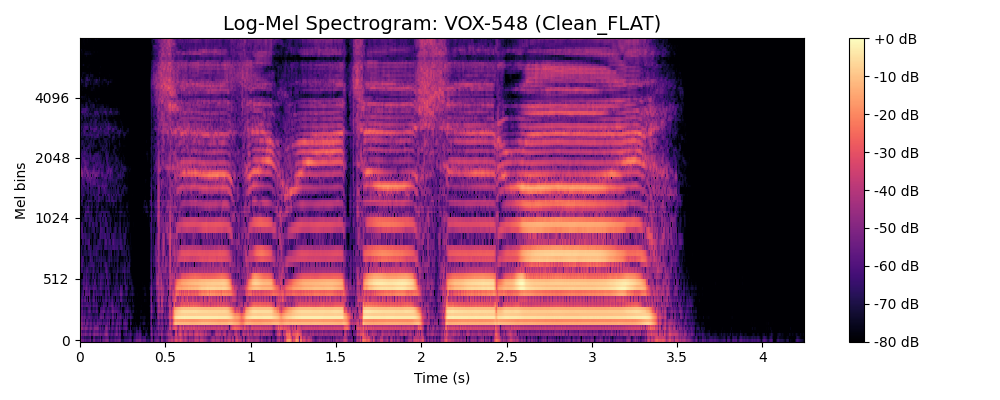 Log-Mel Spectrogram: VOX-548 (Clean_FLAT)
Mel bins
4096
2048
1024
512
0
0 0.5 1 1.5 2 2.5 3 3.5 4
Time (s)
+0 dB
-10 dB
-20 dB
-30 dB
-40 dB
-50 dB
-60 dB
-70 dB
-80 dB